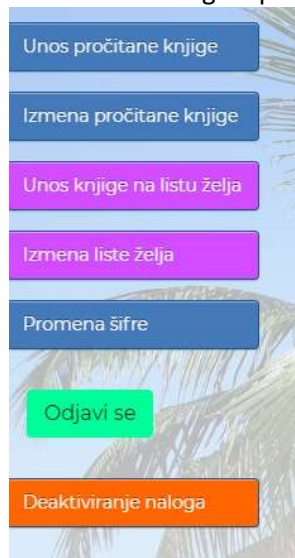 Unos pročitane knjige
Izmena pročitane knjige
Unos knjige na listu želja
Izmena liste želja
Promena šifre
Odjavi se
Deaktiviranje naloga